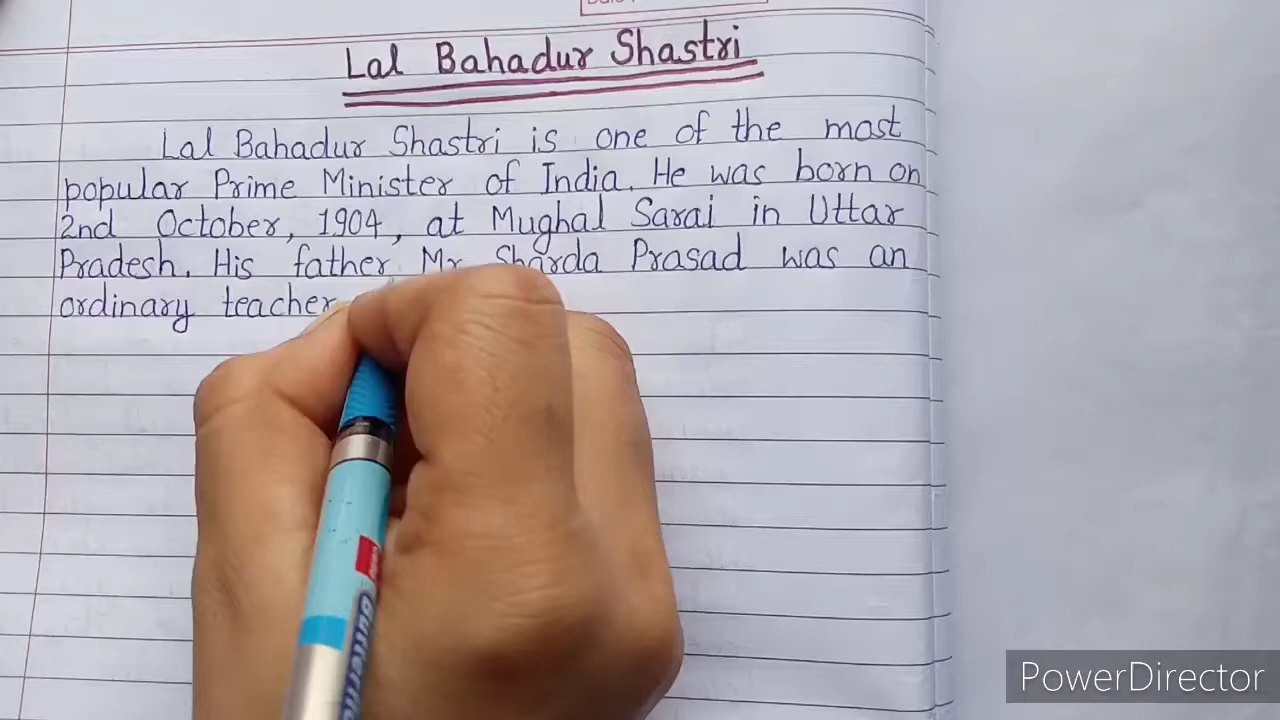 Lal Bahadur Shastri
Lal Bahadur Shastri is one of the most
popular Prime Minister of India. He was born on
2nd October, 1904, at Mughal Sarai in Uttar
Pradesh. His father Mr Sharda Prasad was an
ordinary teacher
PowerDirector